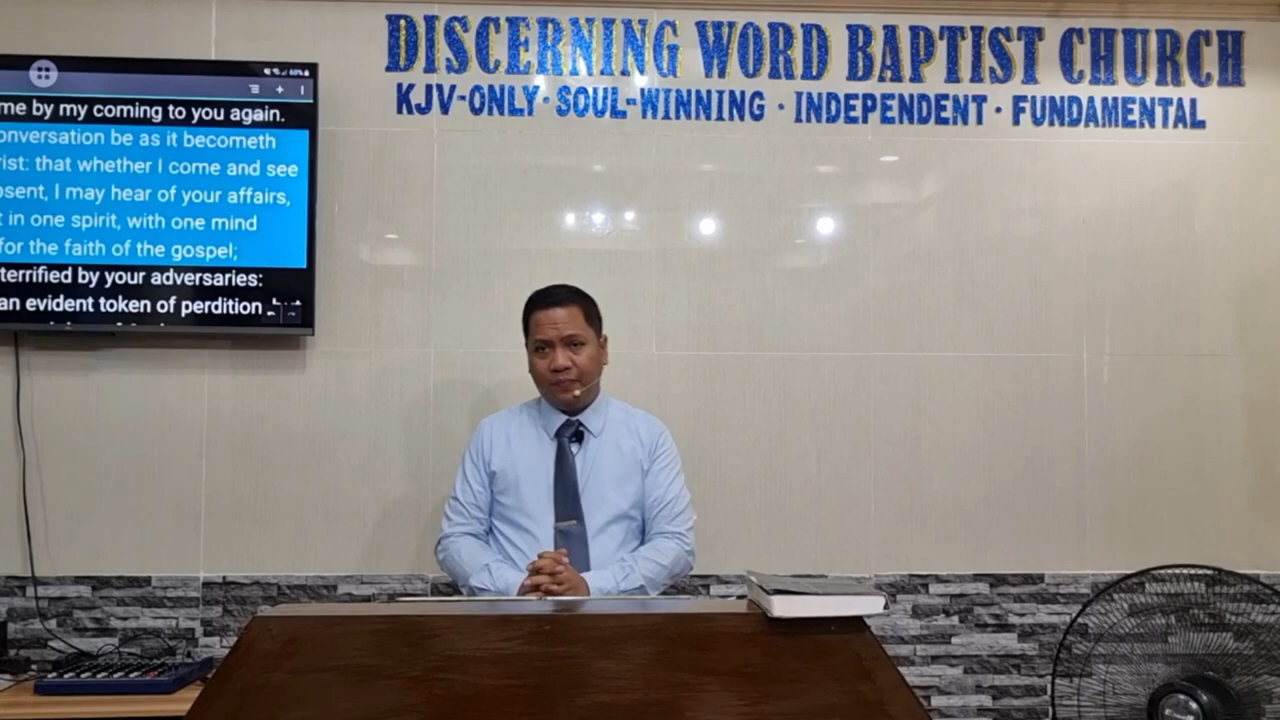 DISCERNING WORD BAPTIST CHURCH
KJV-ONLY · SOUL-WINNING · INDEPENDENT · FUNDAMENTAL
60%
me by my coming to you again.
onversation be as it becometh
rist: that whether I come and see
bsent, I may hear of your affairs,
t in one spirit, with one mind
for the faith of the gospel;
terrified by your adversaries:
an evident token of perdition